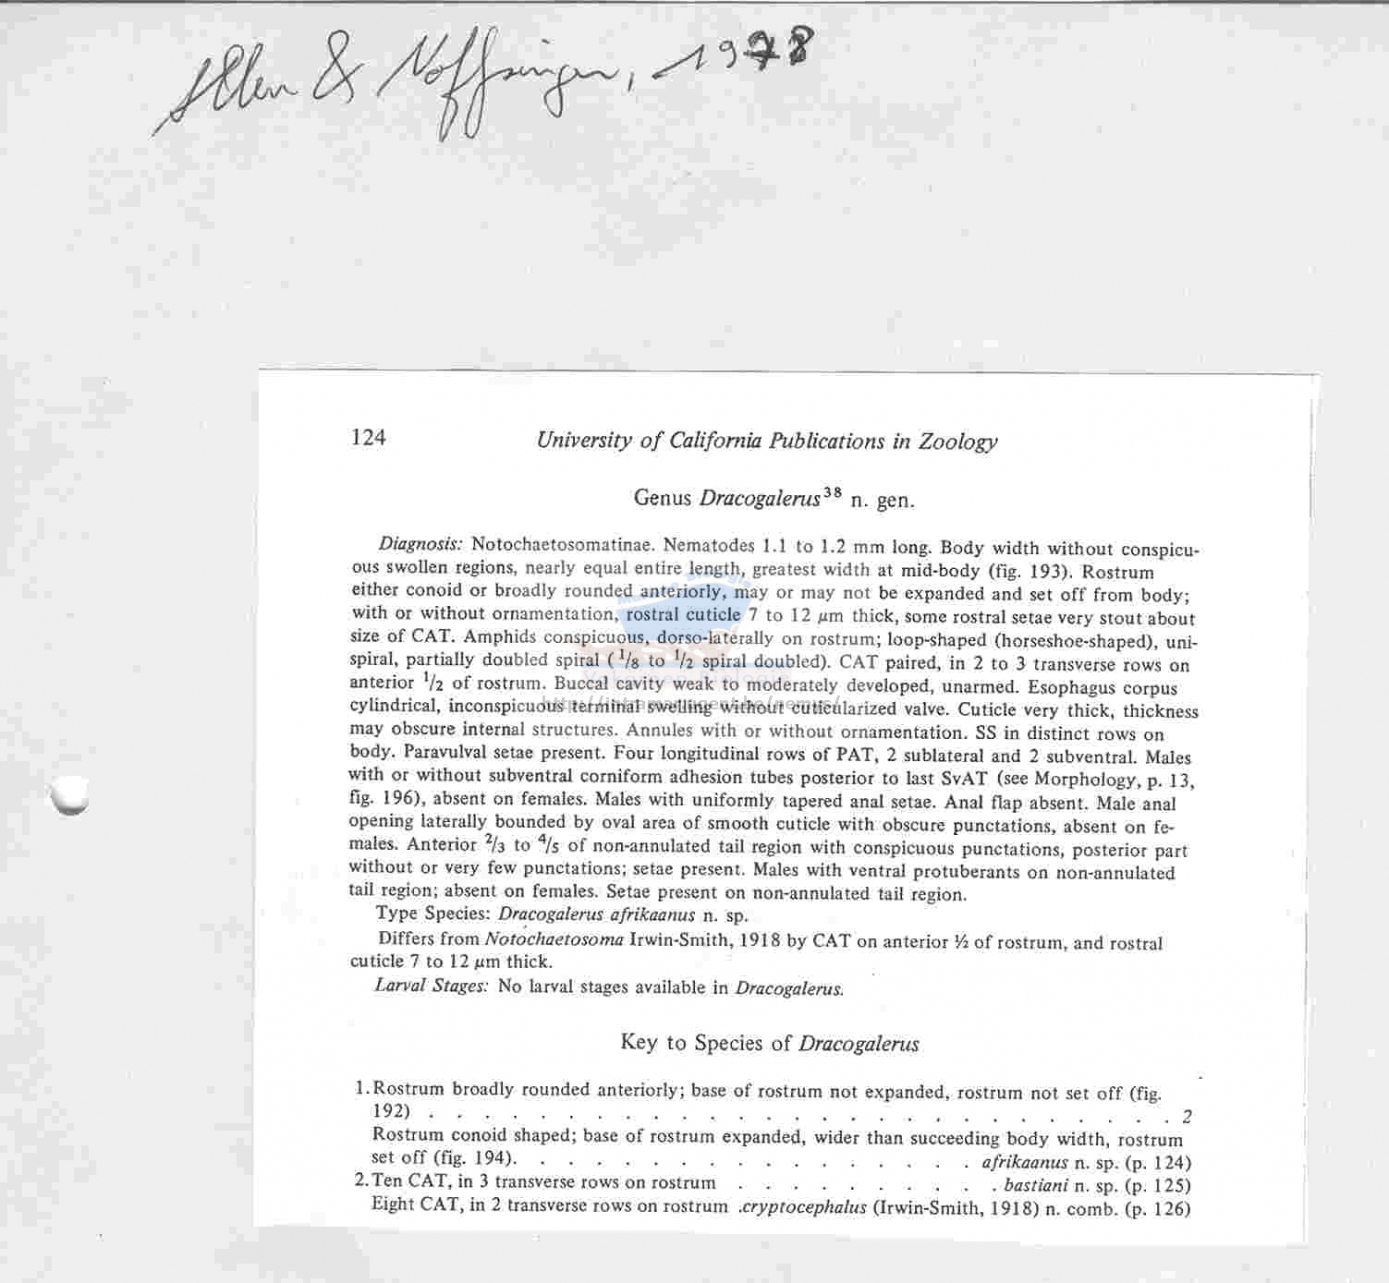 Allen & Noffsinger, 1978
124
University of California Publications in Zoology
Genus Dracogalerus³⁸ n. gen.
Diagnosis: Notochaetosomatinae. Nematodes 1.1 to 1.2 mm long. Body width without conspicu-
ous swollen regions, nearly equal entire length, greatest width at mid-body (fig. 193). Rostrum
either conoid or broadly rounded anteriorly, may or may not be expanded and set off from body;
with or without ornamentation, rostral cuticle 7 to 12 µm thick, some rostral setae very stout about
size of CAT. Amphids conspicuous, dorso-laterally on rostrum; loop-shaped (horseshoe-shaped), uni-
spiral, partially doubled spiral (1/8 to 1/2 spiral doubled). CAT paired, in 2 to 3 transverse rows on
anterior 1/2 of rostrum. Buccal cavity weak to moderately developed, unarmed. Esophagus corpus
cylindrical, inconspicuous terminal swelling without cuticularized valve. Cuticle very thick, thickness
may obscure internal structures. Annules with or without ornamentation. SS in distinct rows on
body. Paravulval setae present. Four longitudinal rows of PAT, 2 sublateral and 2 subventral. Males
with or without subventral corniform adhesion tubes posterior to last SvAT (see Morphology, p. 13,
fig. 196), absent on females. Males with uniformly tapered anal setae. Anal flap absent. Male anal
opening laterally bounded by oval area of smooth cuticle with obscure punctations, absent on fe-
males. Anterior 2/3 to 4/5 of non-annulated tail region with conspicuous punctations, posterior part
without or very few punctations; setae present. Males with ventral protuberants on non-annulated
tail region; absent on females. Setae present on non-annulated tail region.
Type Species: Dracogalerus afrikaanus n. sp.
Differs from Notochaetosoma Irwin-Smith, 1918 by CAT on anterior ½ of rostrum, and rostral
cuticle 7 to 12 µm thick.
Larval Stages: No larval stages available in Dracogalerus.
Key to Species of Dracogalerus
1. Rostrum broadly rounded anteriorly; base of rostrum not expanded, rostrum not set off (fig.
192) . . . . . . . . . . . . . . . . . . . . . . . . . . . 2
Rostrum conoid shaped; base of rostrum expanded, wider than succeeding body width, rostrum
set off (fig. 194). . . . . . . . . . . . . . . . . afrikaanus n. sp. (p. 124)
2. Ten CAT, in 3 transverse rows on rostrum . . . . . . . . . . bastiani n. sp. (p. 125)
Eight CAT, in 2 transverse rows on rostrum .cryptocephalus (Irwin-Smith, 1918) n. comb. (p. 126)